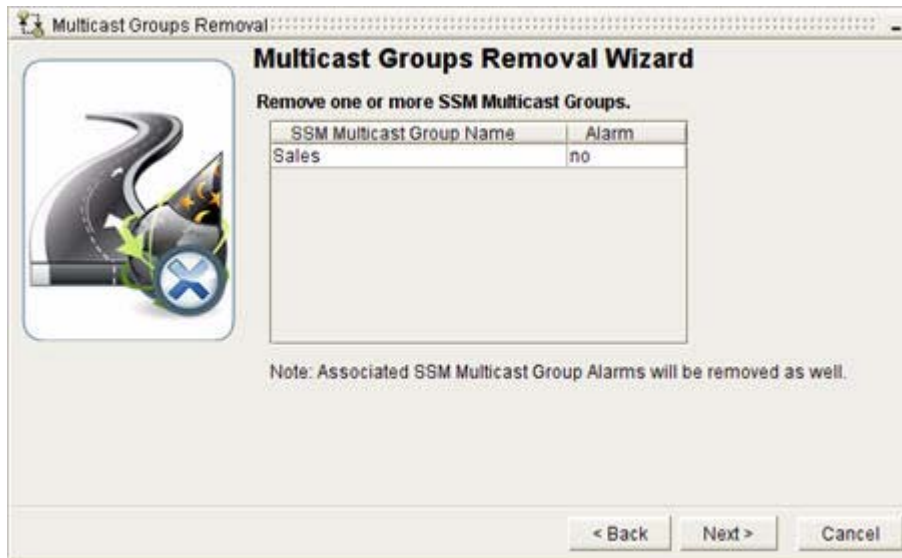 Multicast Groups Removal
Multicast Groups Removal Wizard
Remove one or more SSM Multicast Groups.
SSM Multicast Group Name Alarm
Sales no
Note: Associated SSM Multicast Group Alarms will be removed as well.
< Back Next > Cancel